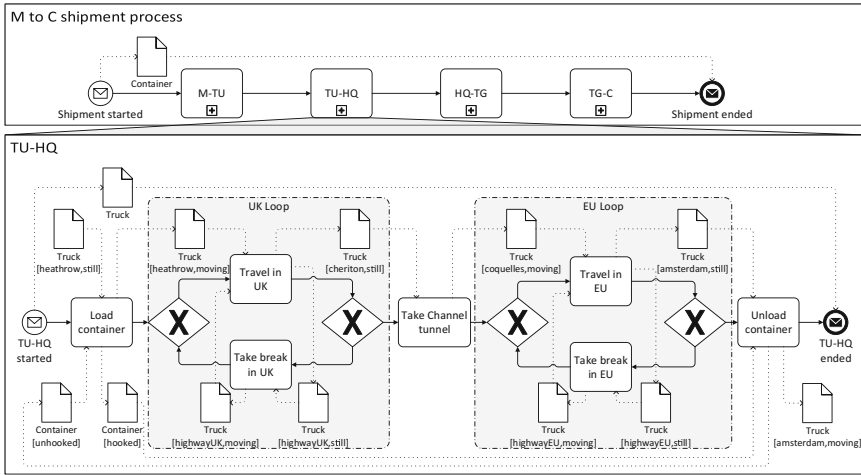 M to C shipment process
Container
Shipment started
M-TU
TU-HQ
HQ-TG
TG-C
Shipment ended
TU-HQ
Truck
UK Loop
EU Loop
Truck
[heathrow,still]
Truck
[heathrow,moving]
Truck
[cheriton,still]
Truck
[coquelles,moving]
Truck
[amsterdam,still]
Travel in
UK
Travel in
EU
TU-HQ
started
Load
container
X
X
Take Channel
tunnel
X
X
Unload
container
TU-HQ
ended
Take break
in UK
Take break
in EU
Container
[unhooked]
Container
[hooked]
Truck
[highwayUK,moving]
Truck
[highwayUK,still]
Truck
[highwayEU,moving]
Truck
[highwayEU,still]
Truck
[amsterdam,moving]